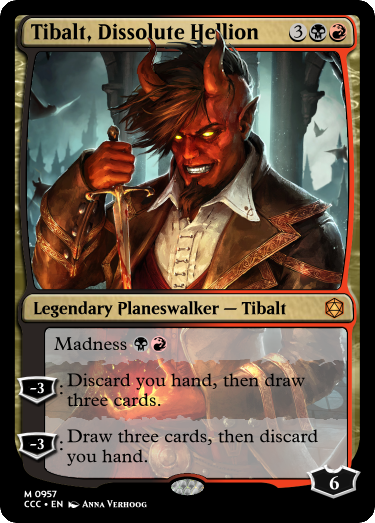 Tibalt, Dissolute Hellion 3
Legendary Planeswalker — Tibalt
Madness
-3: Discard you hand, then draw
three cards.
-3: Draw three cards, then discard
you hand.
6
M 0957
CCC • EN Anna Verhoog